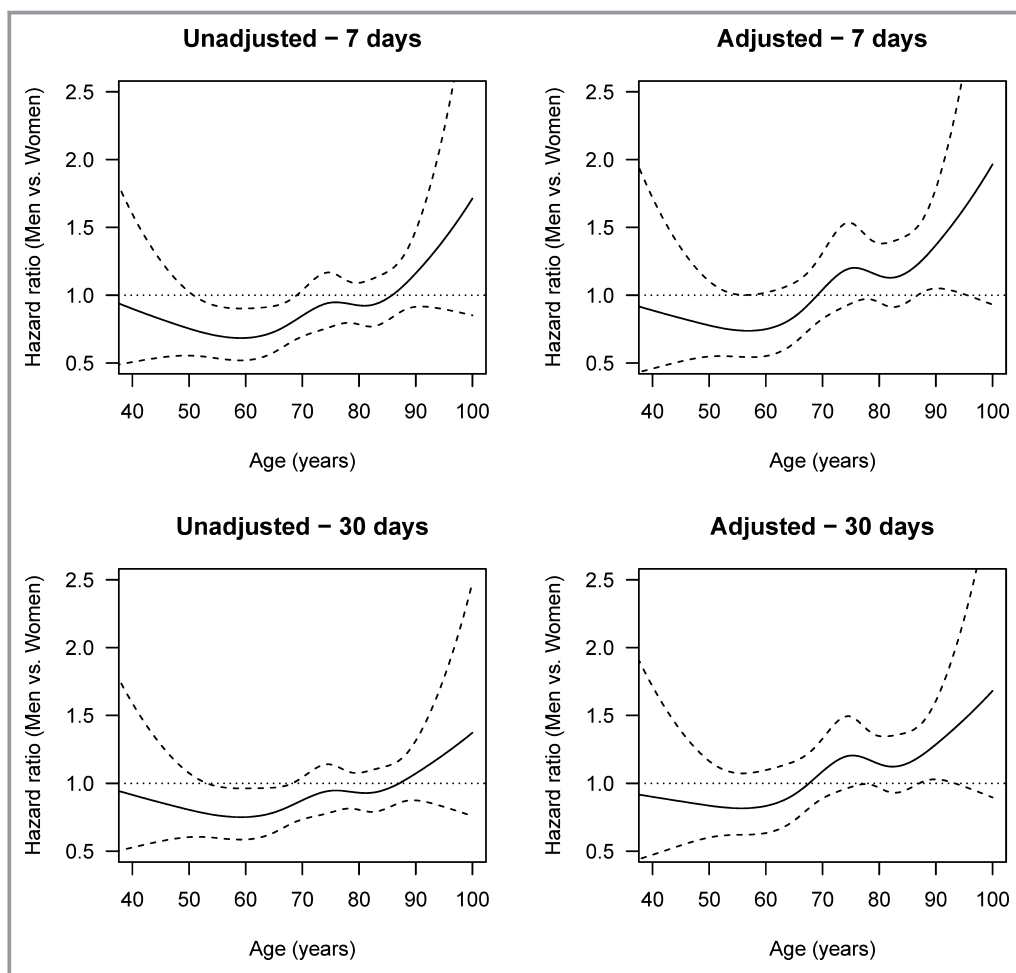 Unadjusted − 7 days
Hazard ratio (Men vs. Women)
2.5
2.0
1.5
1.0
0.5
40 50 60 70 80 90 100
Age (years)
Adjusted − 7 days
Hazard ratio (Men vs. Women)
2.5
2.0
1.5
1.0
0.5
40 50 60 70 80 90 100
Age (years)
Unadjusted − 30 days
Hazard ratio (Men vs. Women)
2.5
2.0
1.5
1.0
0.5
40 50 60 70 80 90 100
Age (years)
Adjusted − 30 days
Hazard ratio (Men vs. Women)
2.5
2.0
1.5
1.0
0.5
40 50 60 70 80 90 100
Age (years)